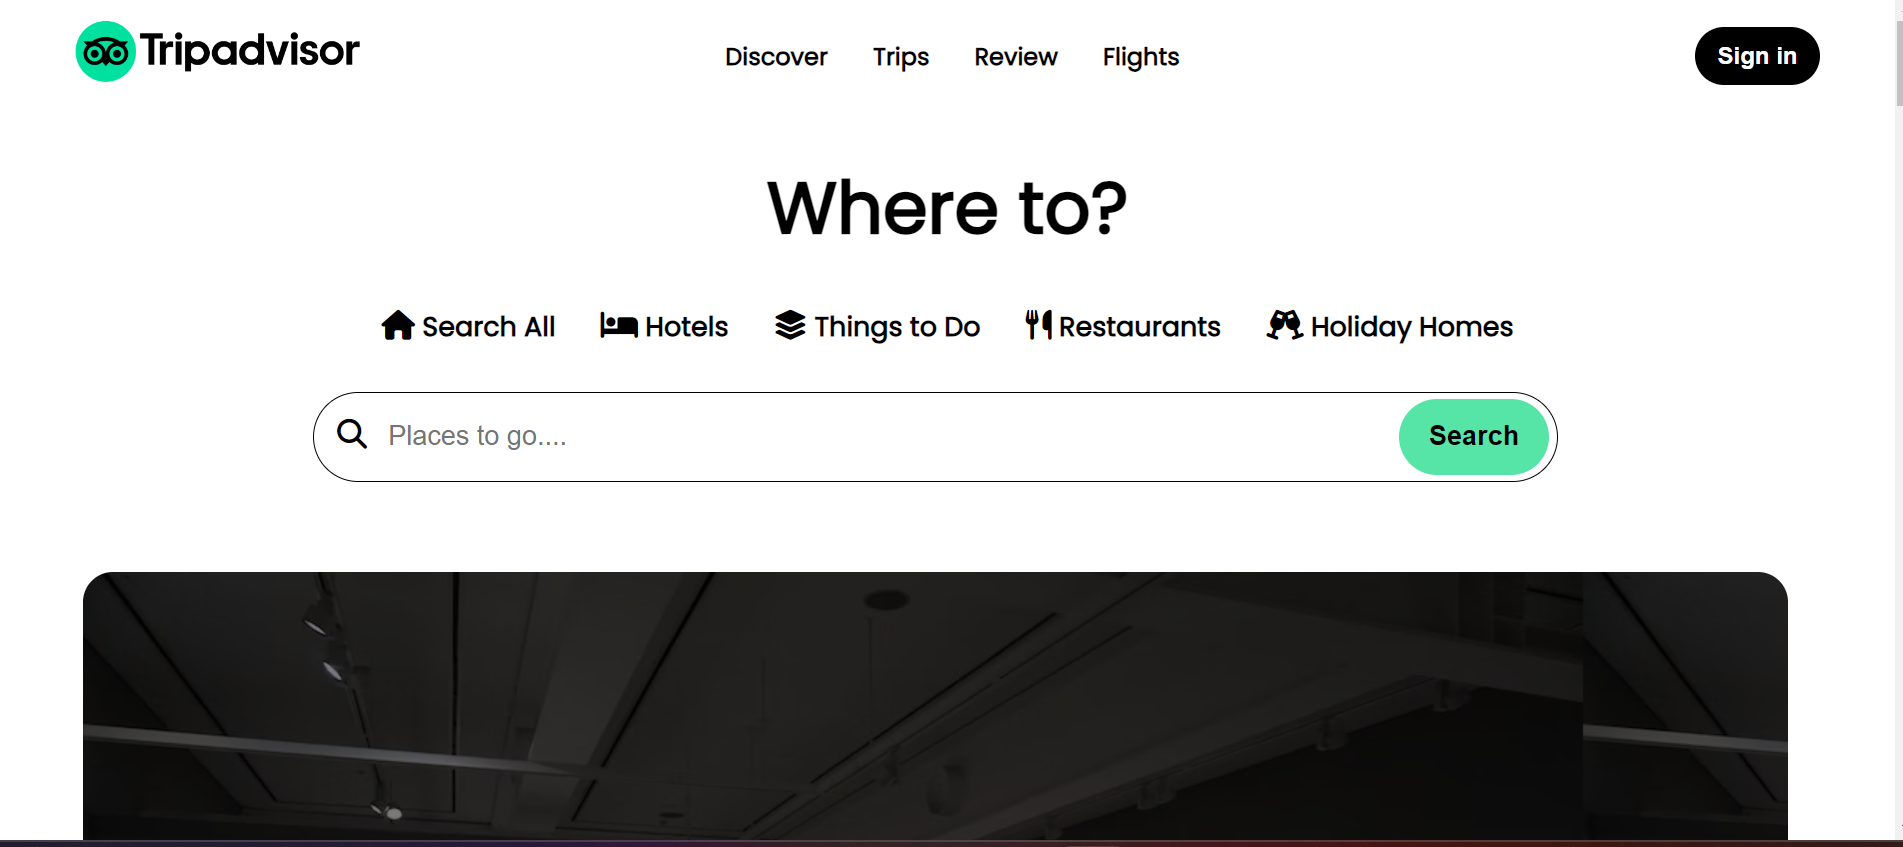 Tripadvisor
Discover Trips Review Flights
Sign in
Where to?
Search All Hotels Things to Do Restaurants Holiday Homes
Places to go.... Search